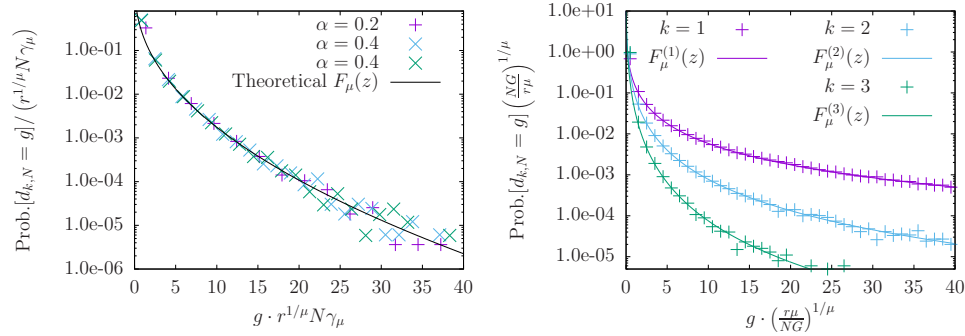 Prob.[d_{k,N} = g] / (r^{1/μ} N γ_μ)
1.0e-01
1.0e-02
1.0e-03
1.0e-04
1.0e-05
1.0e-06
α = 0.2
α = 0.4
α = 0.4
Theoretical F_μ(z)
0 5 10 15 20 25 30 35 40
g · r^{1/μ} N γ_μ
Prob.[d_{k,N} = g] (NG/rμ)^{1/μ}
1.0e+01
1.0e+00
1.0e-01
1.0e-02
1.0e-03
1.0e-04
1.0e-05
k = 1
F_μ^{(1)}(z)
k = 2
F_μ^{(2)}(z)
k = 3
F_μ^{(3)}(z)
0 5 10 15 20 25 30 35 40
g · (rμ/NG)^{1/μ}